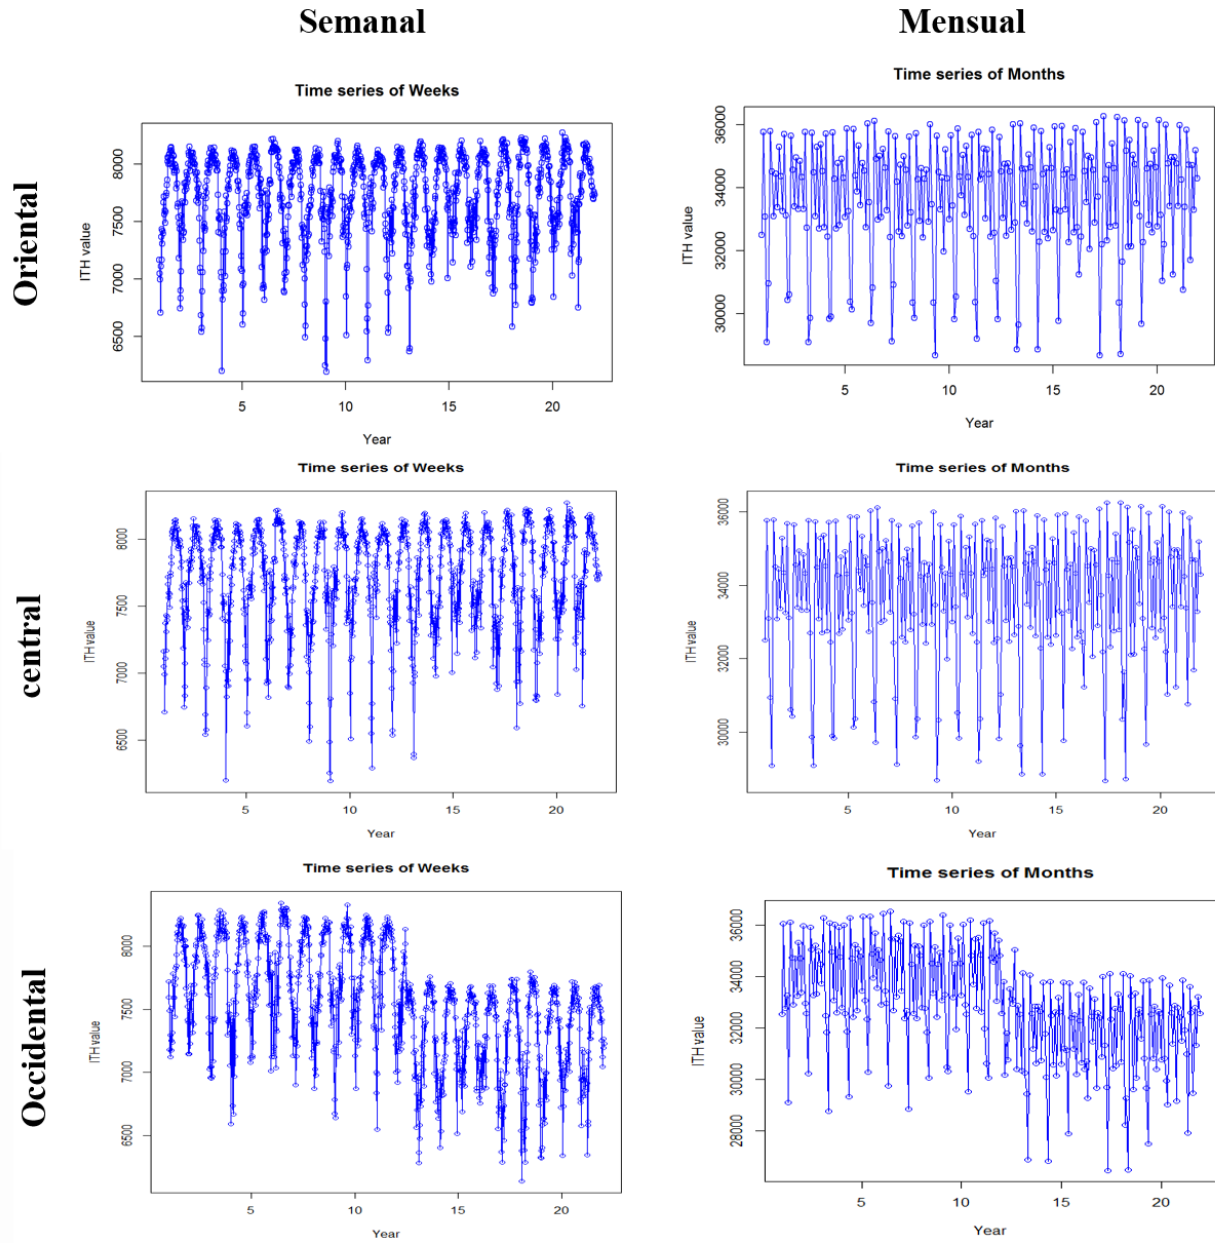 Semanal Mensual
Time series of Weeks
Time series of Months
Oriental
ITH value
8000
7500
7000
6500
5 10 15 20
Year
ITH value
36000
34000
32000
30000
5 10 15 20
Year
Time series of Weeks
Time series of Months
central
ITH value
8000
7500
7000
6500
5 10 15 20
Year
ITH value
36000
34000
32000
30000
5 10 15 20
Year
Time series of Weeks
Time series of Months
Occidental
ITH value
8000
7500
7000
6500
5 10 15 20
Year
ITH value
36000
34000
32000
30000
28000
5 10 15 20
Year